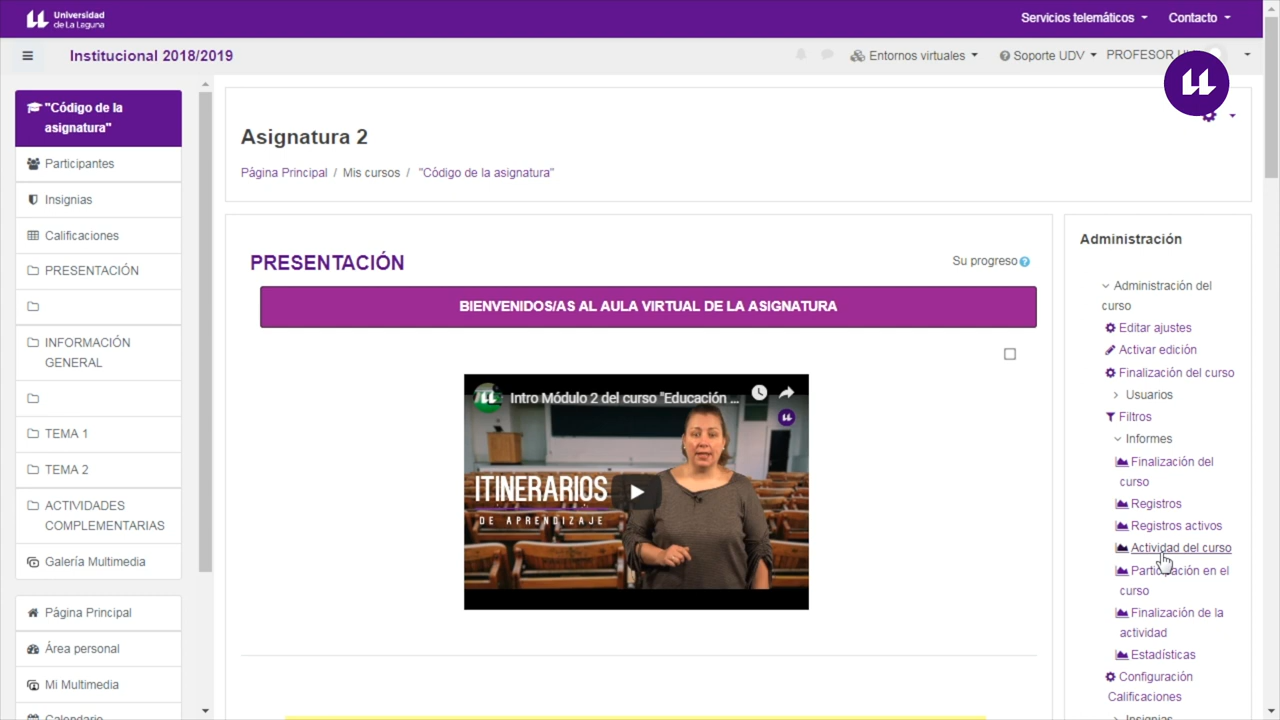 Universidad
de La Laguna
Servicios telemáticos
Contacto
Institucional 2018/2019
Entornos virtuales
Soporte UDV
PROFESOR
"Código de la
asignatura"
Participantes
Insignias
Calificaciones
PRESENTACIÓN
INFORMACIÓN
GENERAL
TEMA 1
TEMA 2
ACTIVIDADES
COMPLEMENTARIAS
Galería Multimedia
Página Principal
Área personal
Mi Multimedia
Calendario
Asignatura 2
Página Principal / Mis cursos / "Código de la asignatura"
PRESENTACIÓN
Su progreso
BIENVENIDOS/AS AL AULA VIRTUAL DE LA ASIGNATURA
Intro Módulo 2 del curso "Educación ...
ITINERARIOS
DE APRENDIZAJE
Administración
Administración del
curso
Editar ajustes
Activar edición
Finalización del curso
Usuarios
Filtros
Informes
Finalización del
curso
Registros
Registros activos
Actividad del curso
Participación en el
curso
Finalización de la
actividad
Estadísticas
Configuración
Calificaciones
Insignias